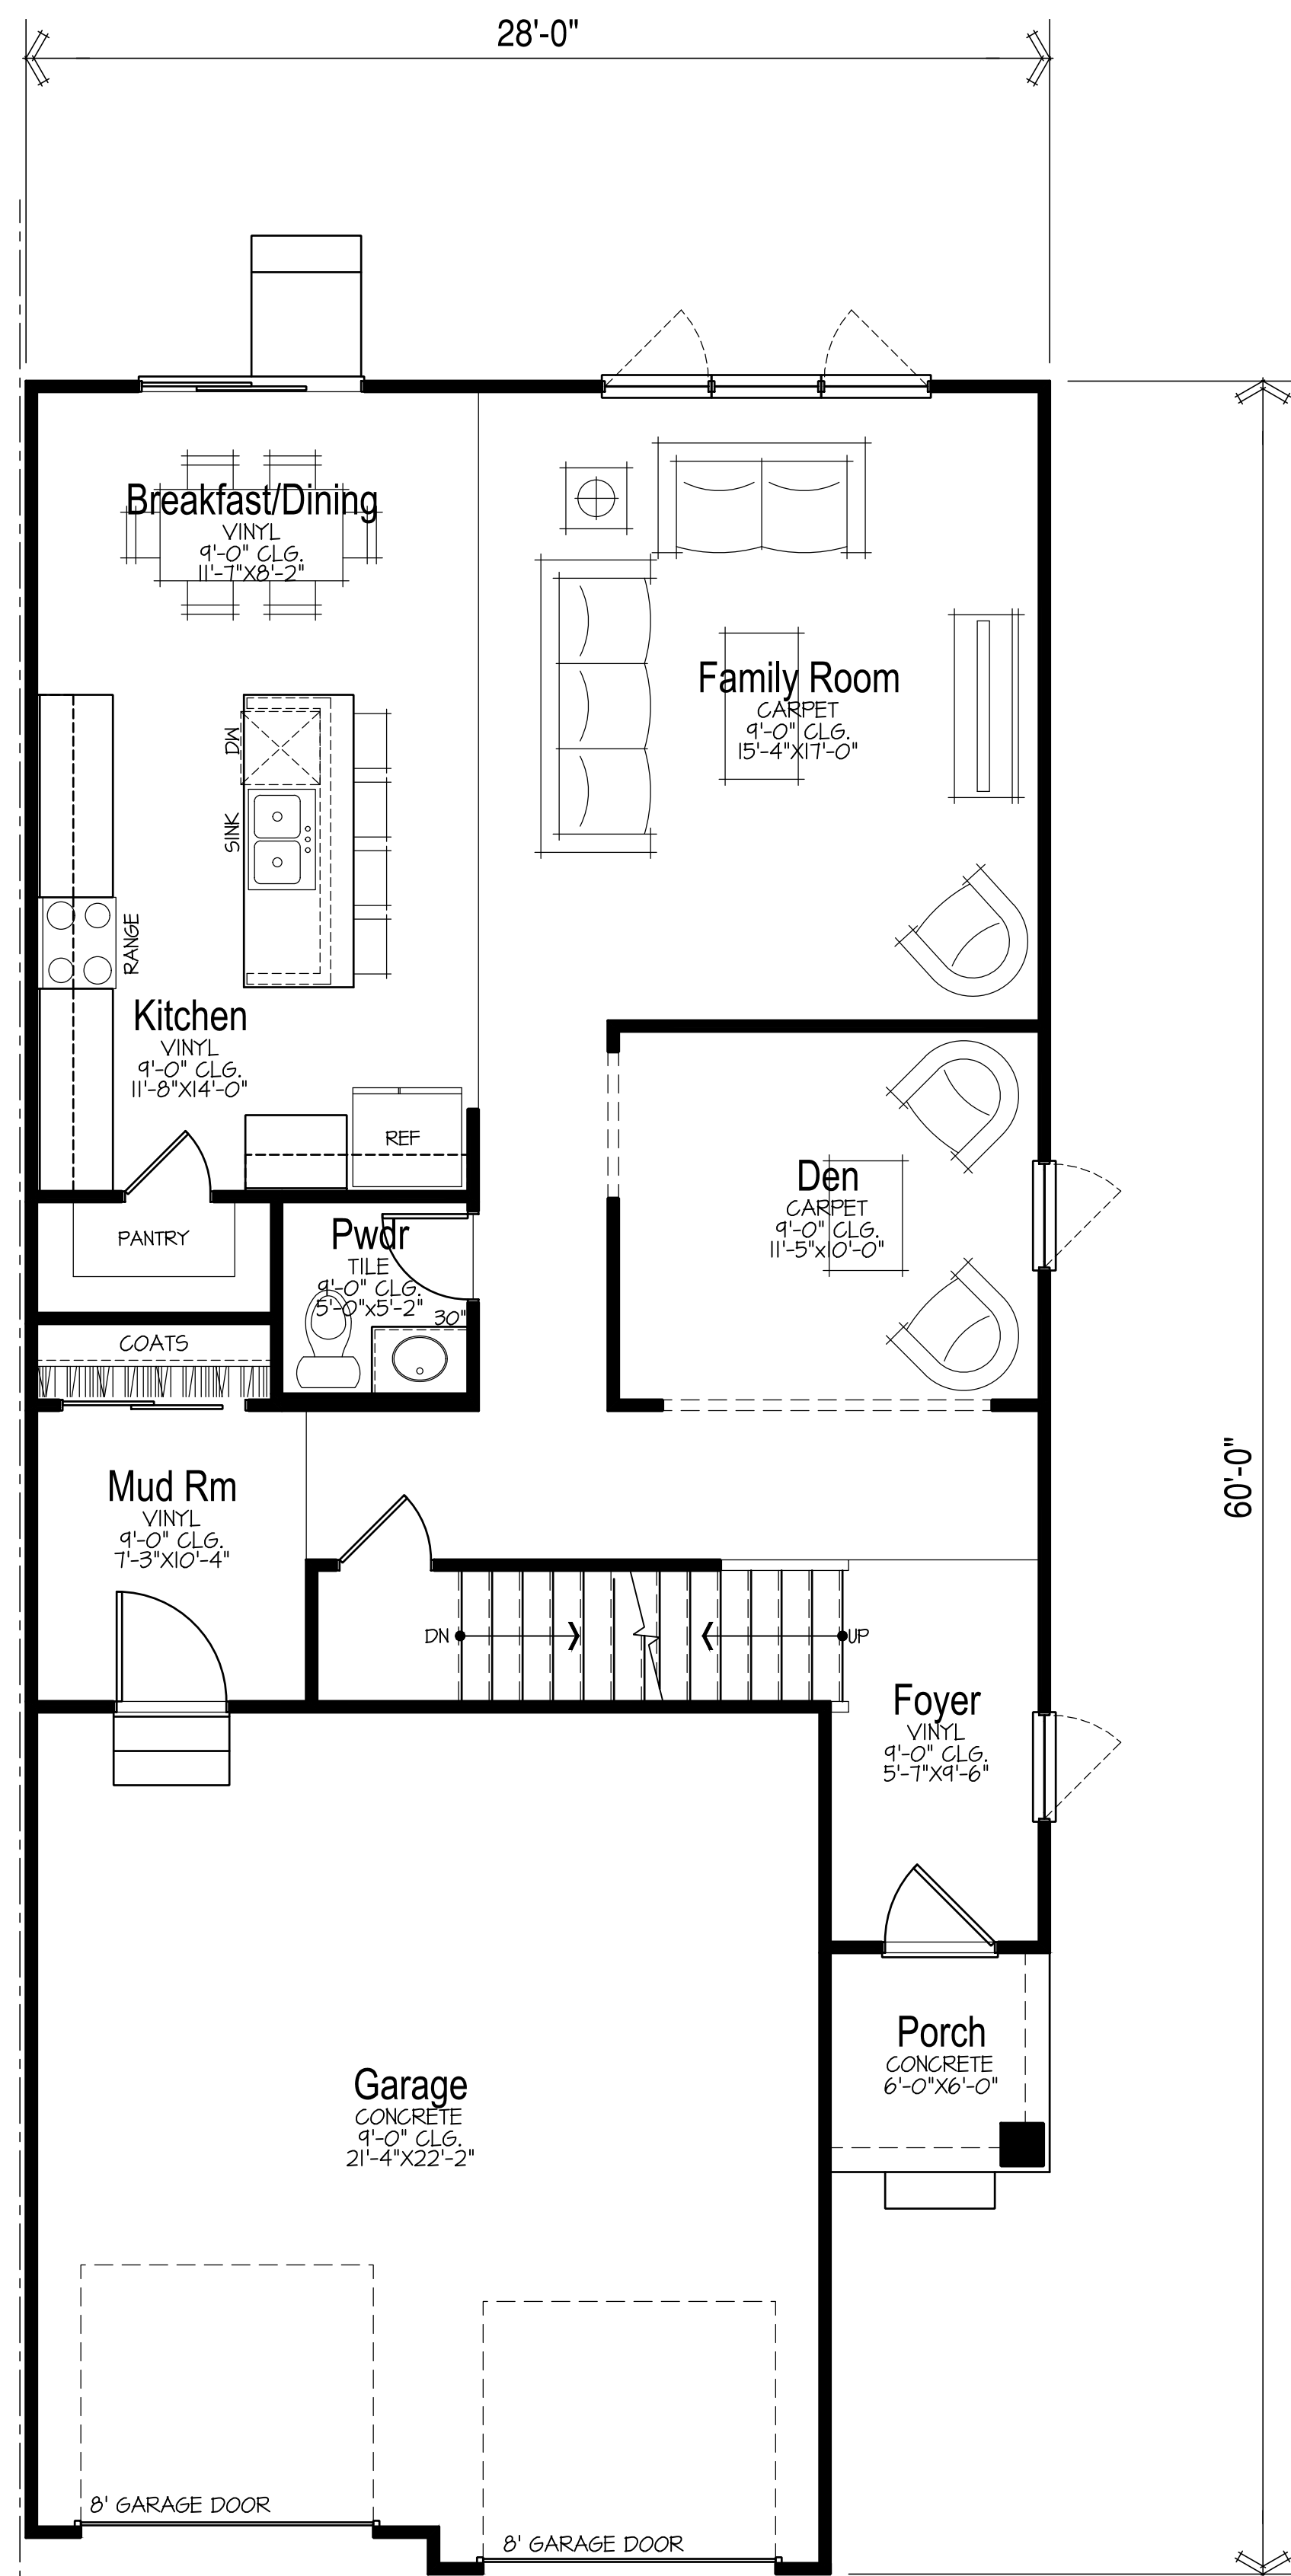 28'-0"
Breakfast/Dining
VINYL
9'-0" CLG.
11'-7"X8'-2"
Family Room
CARPET
9'-0" CLG.
15'-4"X17'-0"
DW
SINK
RANGE
Kitchen
VINYL
9'-0" CLG.
11'-8"X14'-0"
REF
Den
CARPET
9'-0" CLG.
11'-5"x10'-0"
PANTRY
Pwdr
TILE
9'-0" CLG.
5'-0"x5'-2"
30"
COATS
60'-0"
Mud Rm
VINYL
9'-0" CLG.
7'-3"X10'-4"
DN
UP
Foyer
VINYL
9'-0" CLG.
5'-7"X9'-6"
Porch
CONCRETE
6'-0"X6'-0"
Garage
CONCRETE
9'-0" CLG.
21'-4"X22'-2"
8' GARAGE DOOR
8' GARAGE DOOR